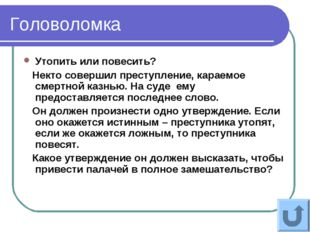 Головоломка
Утопить или повесить?
Некто совершил преступление, караемое
смертной казнью. На суде ему
предоставляется последнее слово.
Он должен произнести одно утверждение. Если
оно окажется истинным – преступника утопят,
если же окажется ложным, то преступника
повесят.
Какое утверждение он должен высказать, чтобы
привести палачей в полное замешательство?